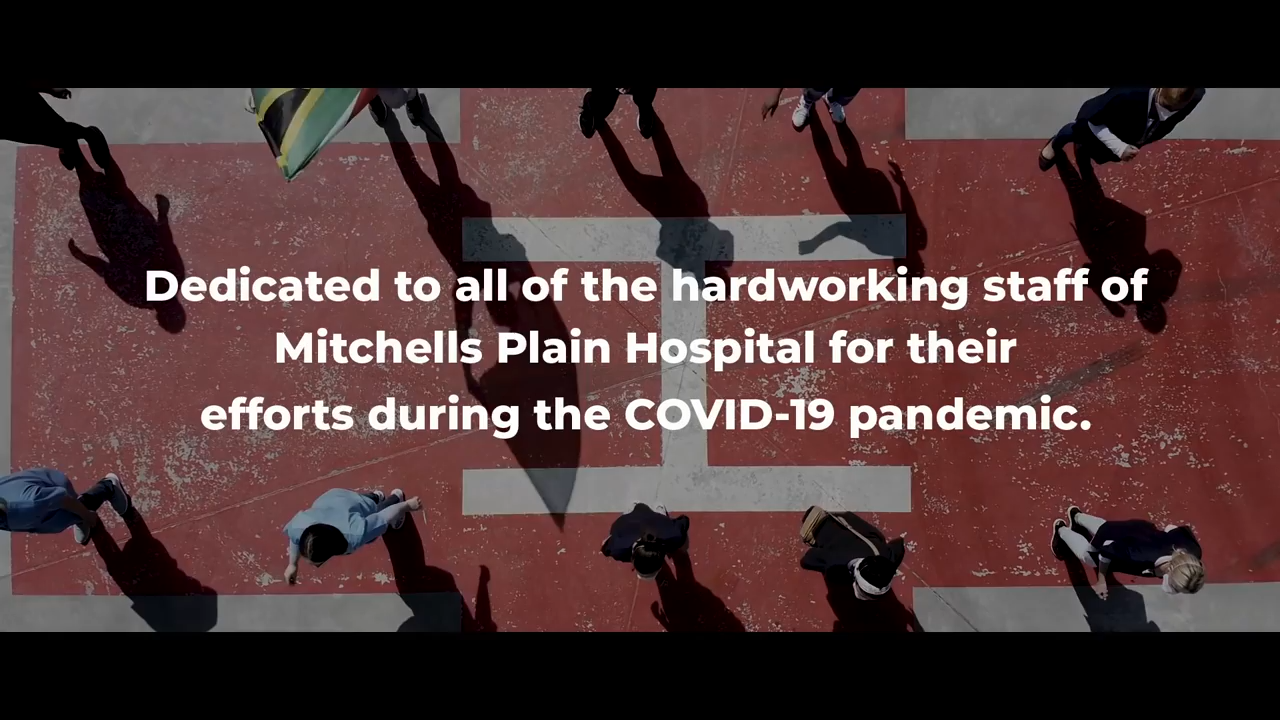 Dedicated to all of the hardworking staff of
Mitchells Plain Hospital for their
efforts during the COVID-19 pandemic.